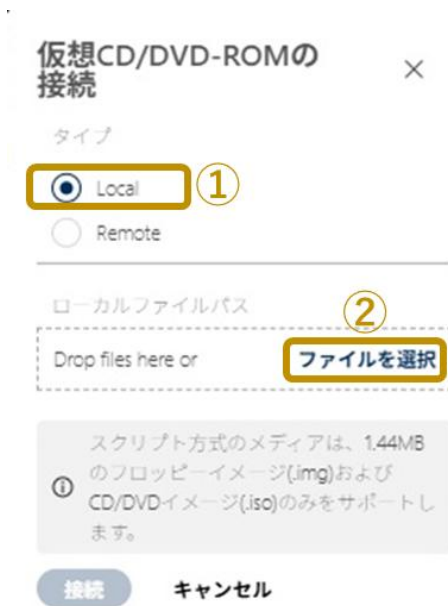 仮想CD/DVD-ROMの
接続
タイプ
Local
①
Remote
ローカルファイルパス
②
Drop files here or ファイルを選択
スクリプト方式のメディアは、1.44MB
のフロッピーイメージ(.img)および
CD/DVDイメージ(.iso)のみをサポートし
ます。
接続 キャンセル